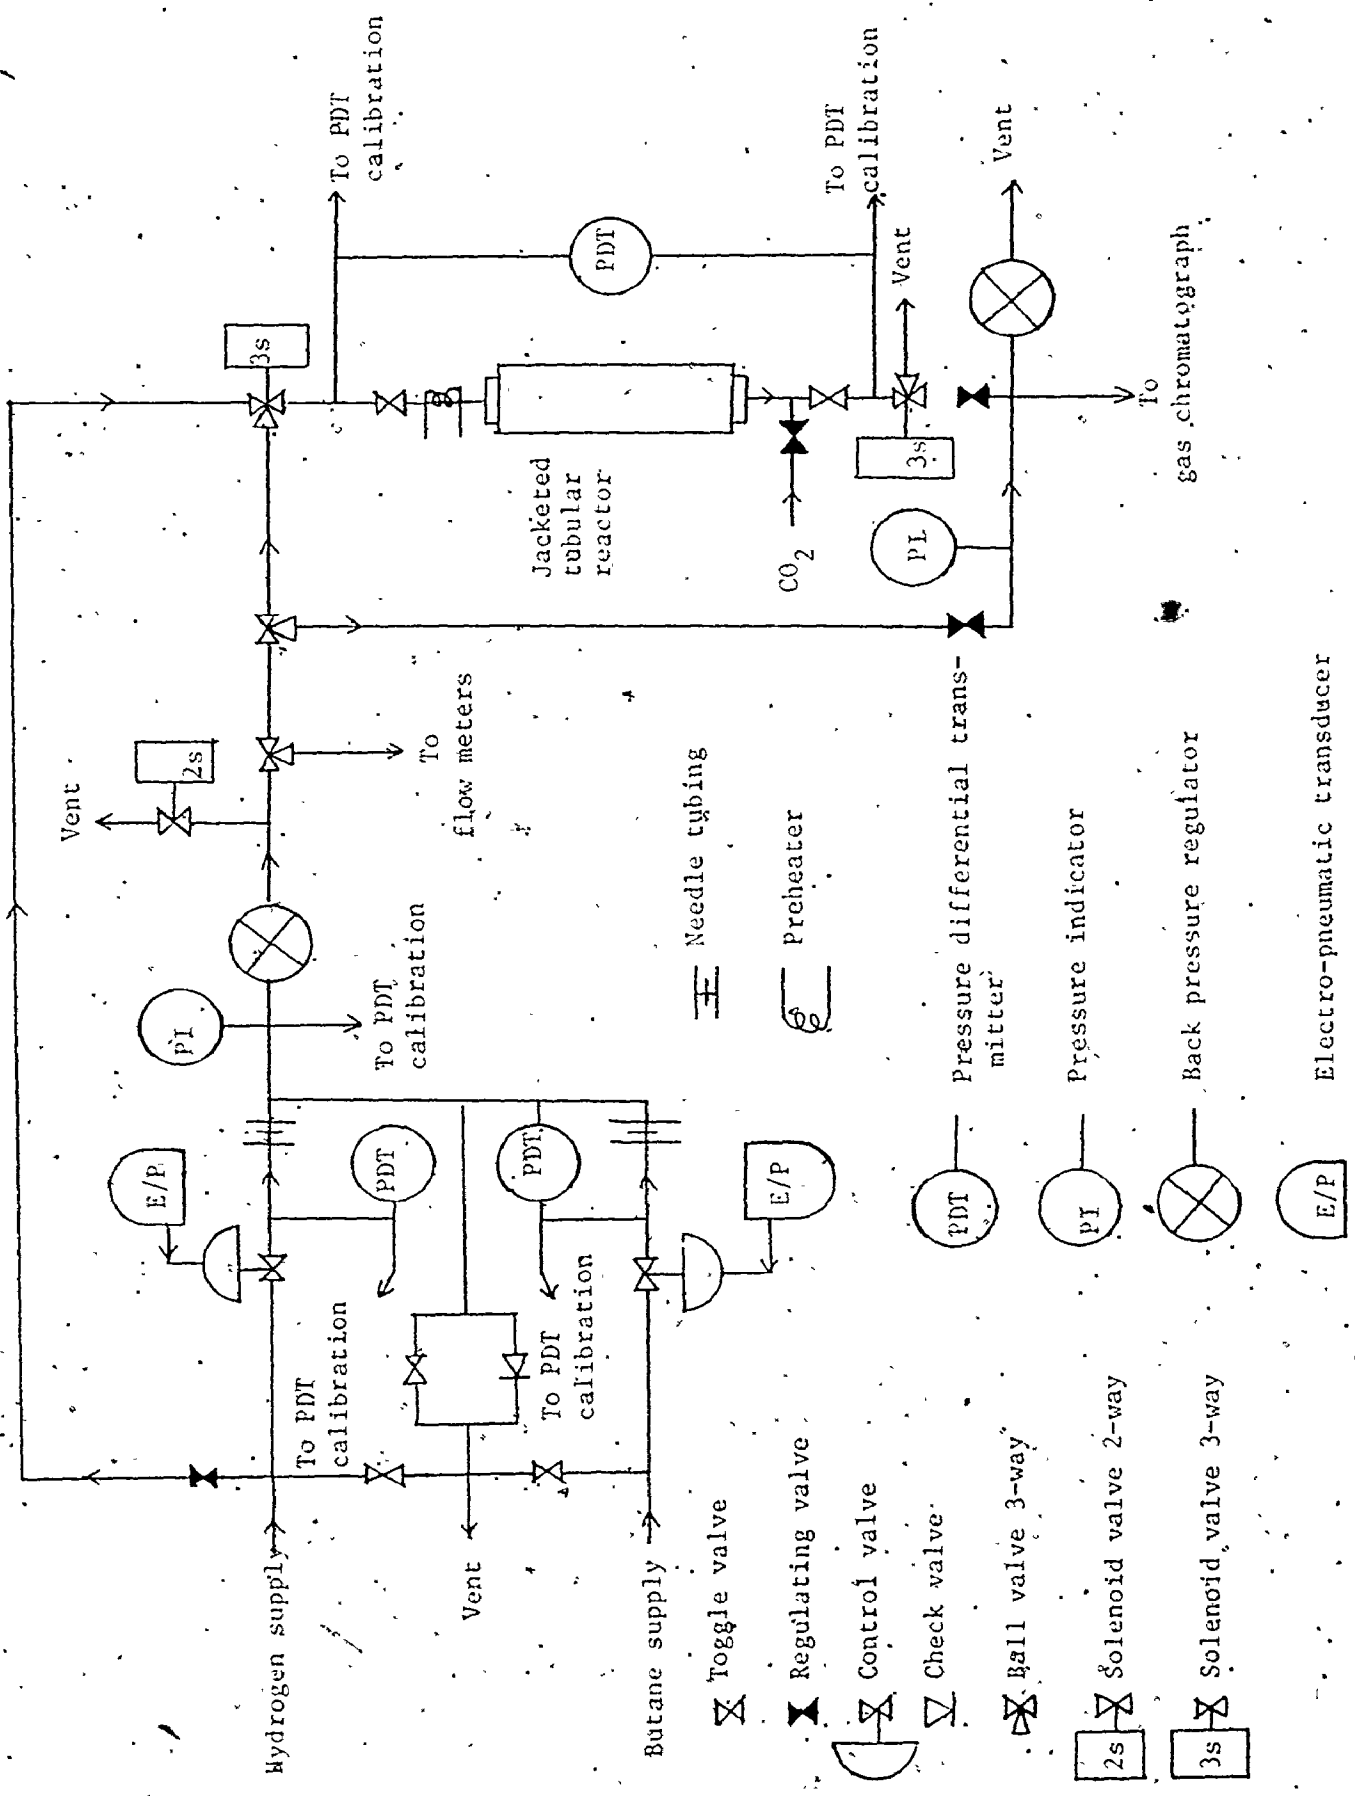 Hydrogen supply
Vent
Butane supply
To PDT
calibration
To PDT
calibration
E/P
PDT
PDT
E/P
PI
To PDT
calibration
Vent
2s
To
flow meters
3s
To PDT
calibration
PDT
Jacketed
tubular
reactor
CO2
3s
To PDT
calibration
Vent
PI
Vent
To
gas chromatograph
Toggle valve
Regulating valve
Control valve
Check valve
Ball valve 3-way
2s Solenoid valve 2-way
3s Solenoid valve 3-way
Needle tubing
Preheater
PDT Pressure differential trans-
mitter
PI Pressure indicator
Back pressure regulator
E/P Electro-pneumatic transducer